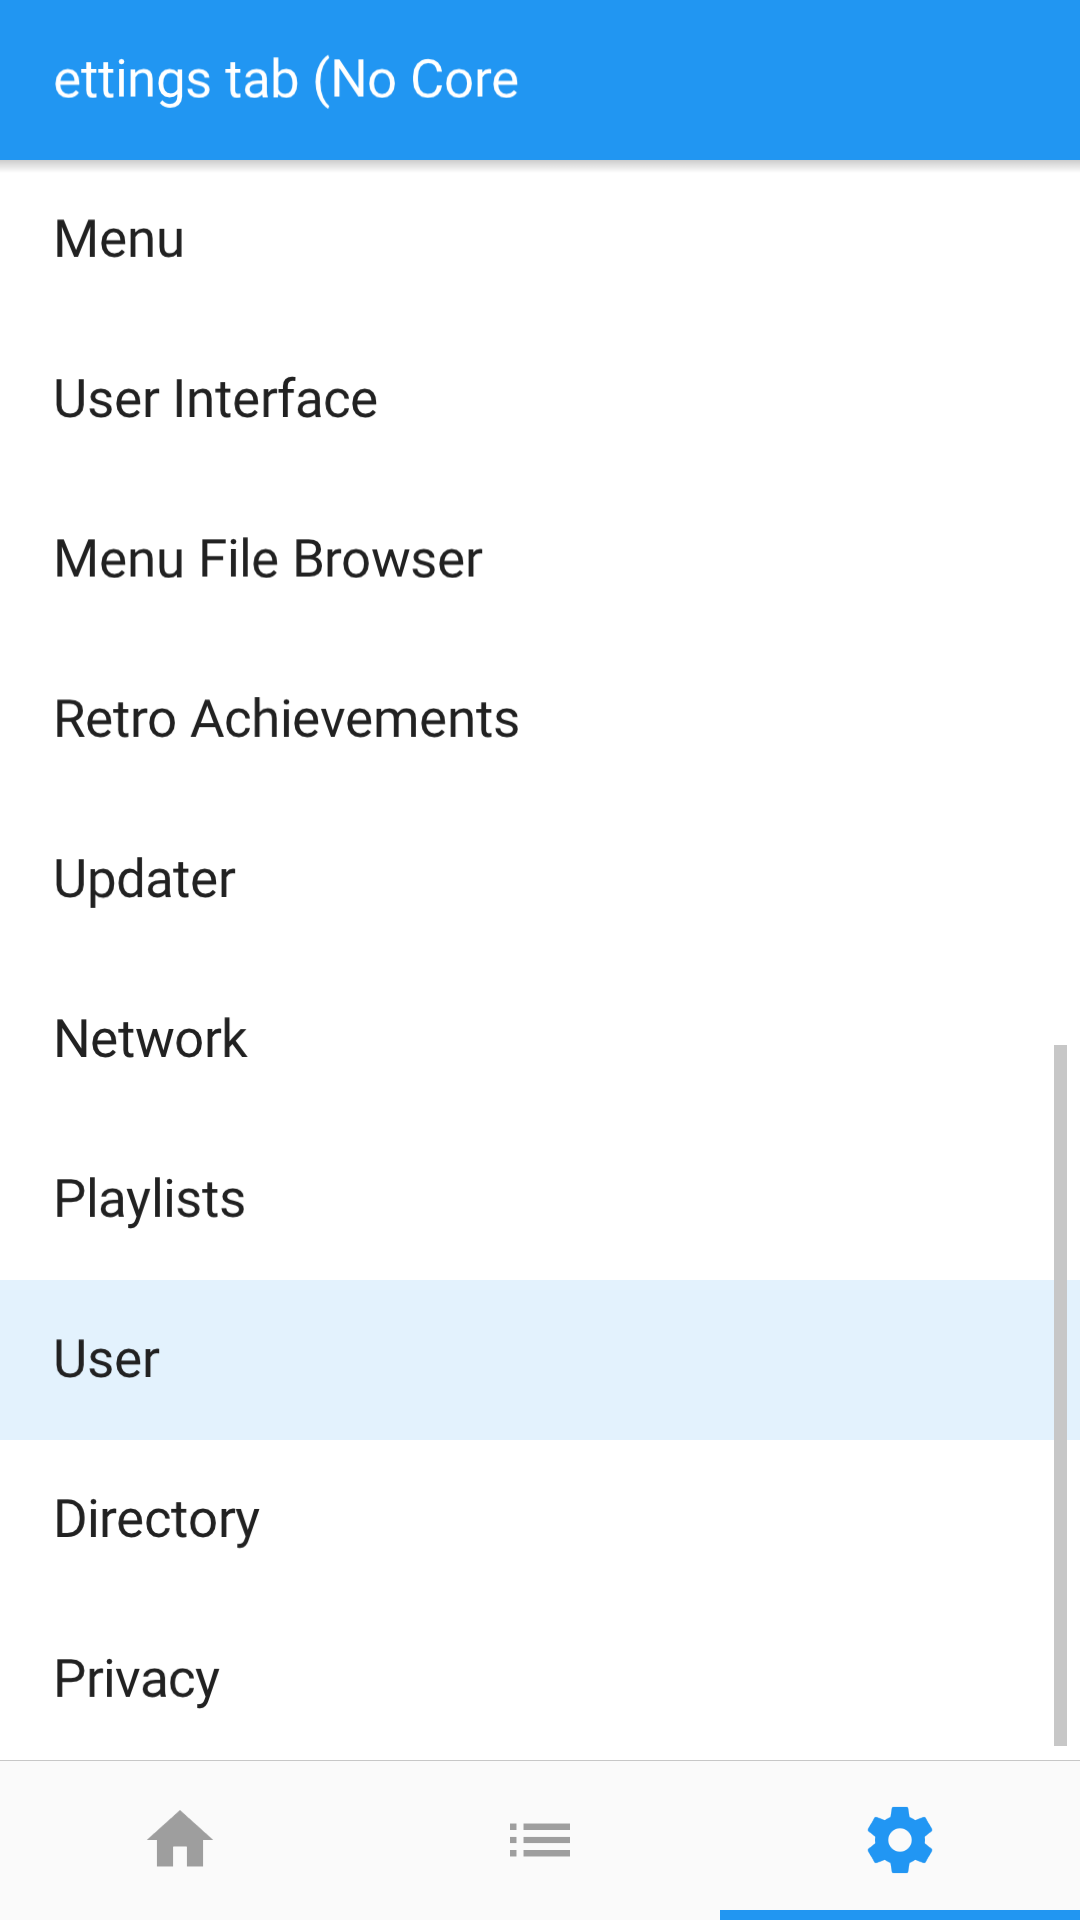 ettings tab (No Core
Menu
User Interface
Menu File Browser
Retro Achievements
Updater
Network
Playlists
User
Directory
Privacy